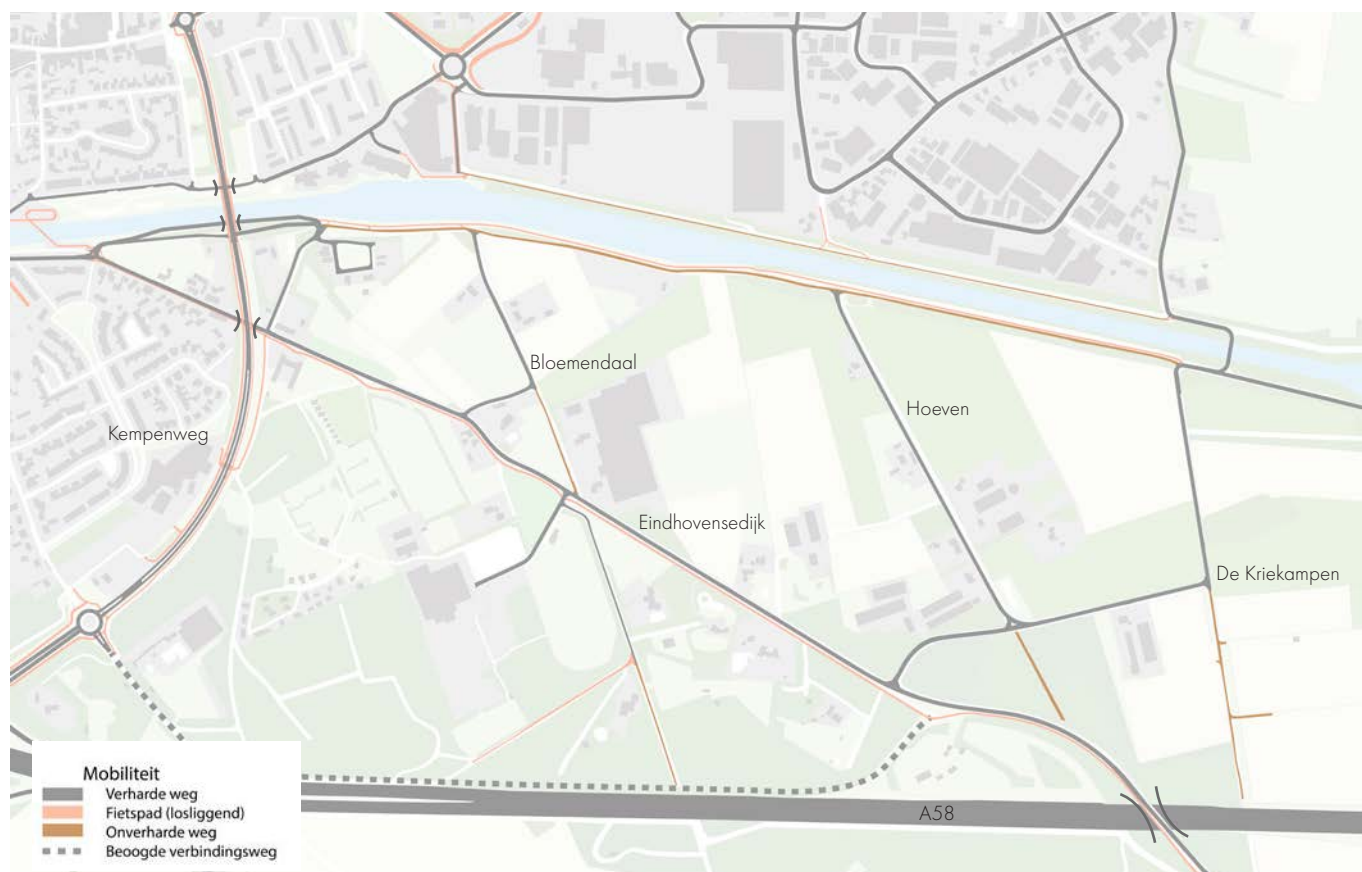 Bloemendaal
Hoeven
Kempenweg
Eindhovensedijk
De Kriekampen
A58
Mobiliteit
Verharde weg
Fietspad (losliggend)
Onverharde weg
Beoogde verbindingsweg